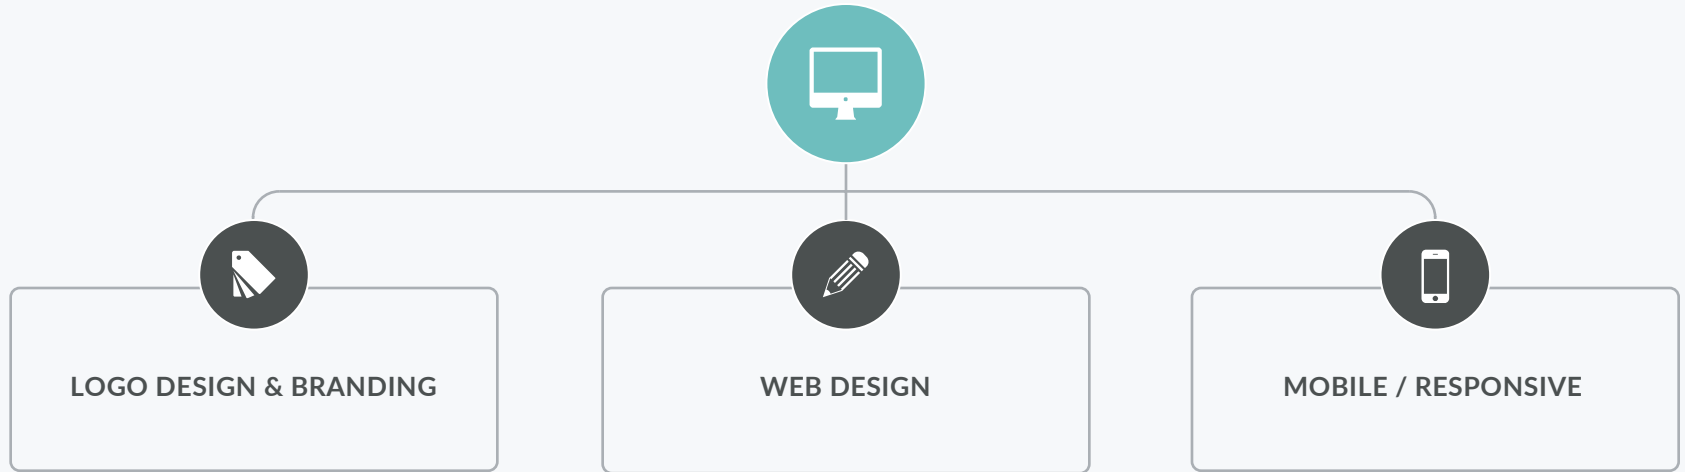 LOGO DESIGN & BRANDING
WEB DESIGN
MOBILE / RESPONSIVE